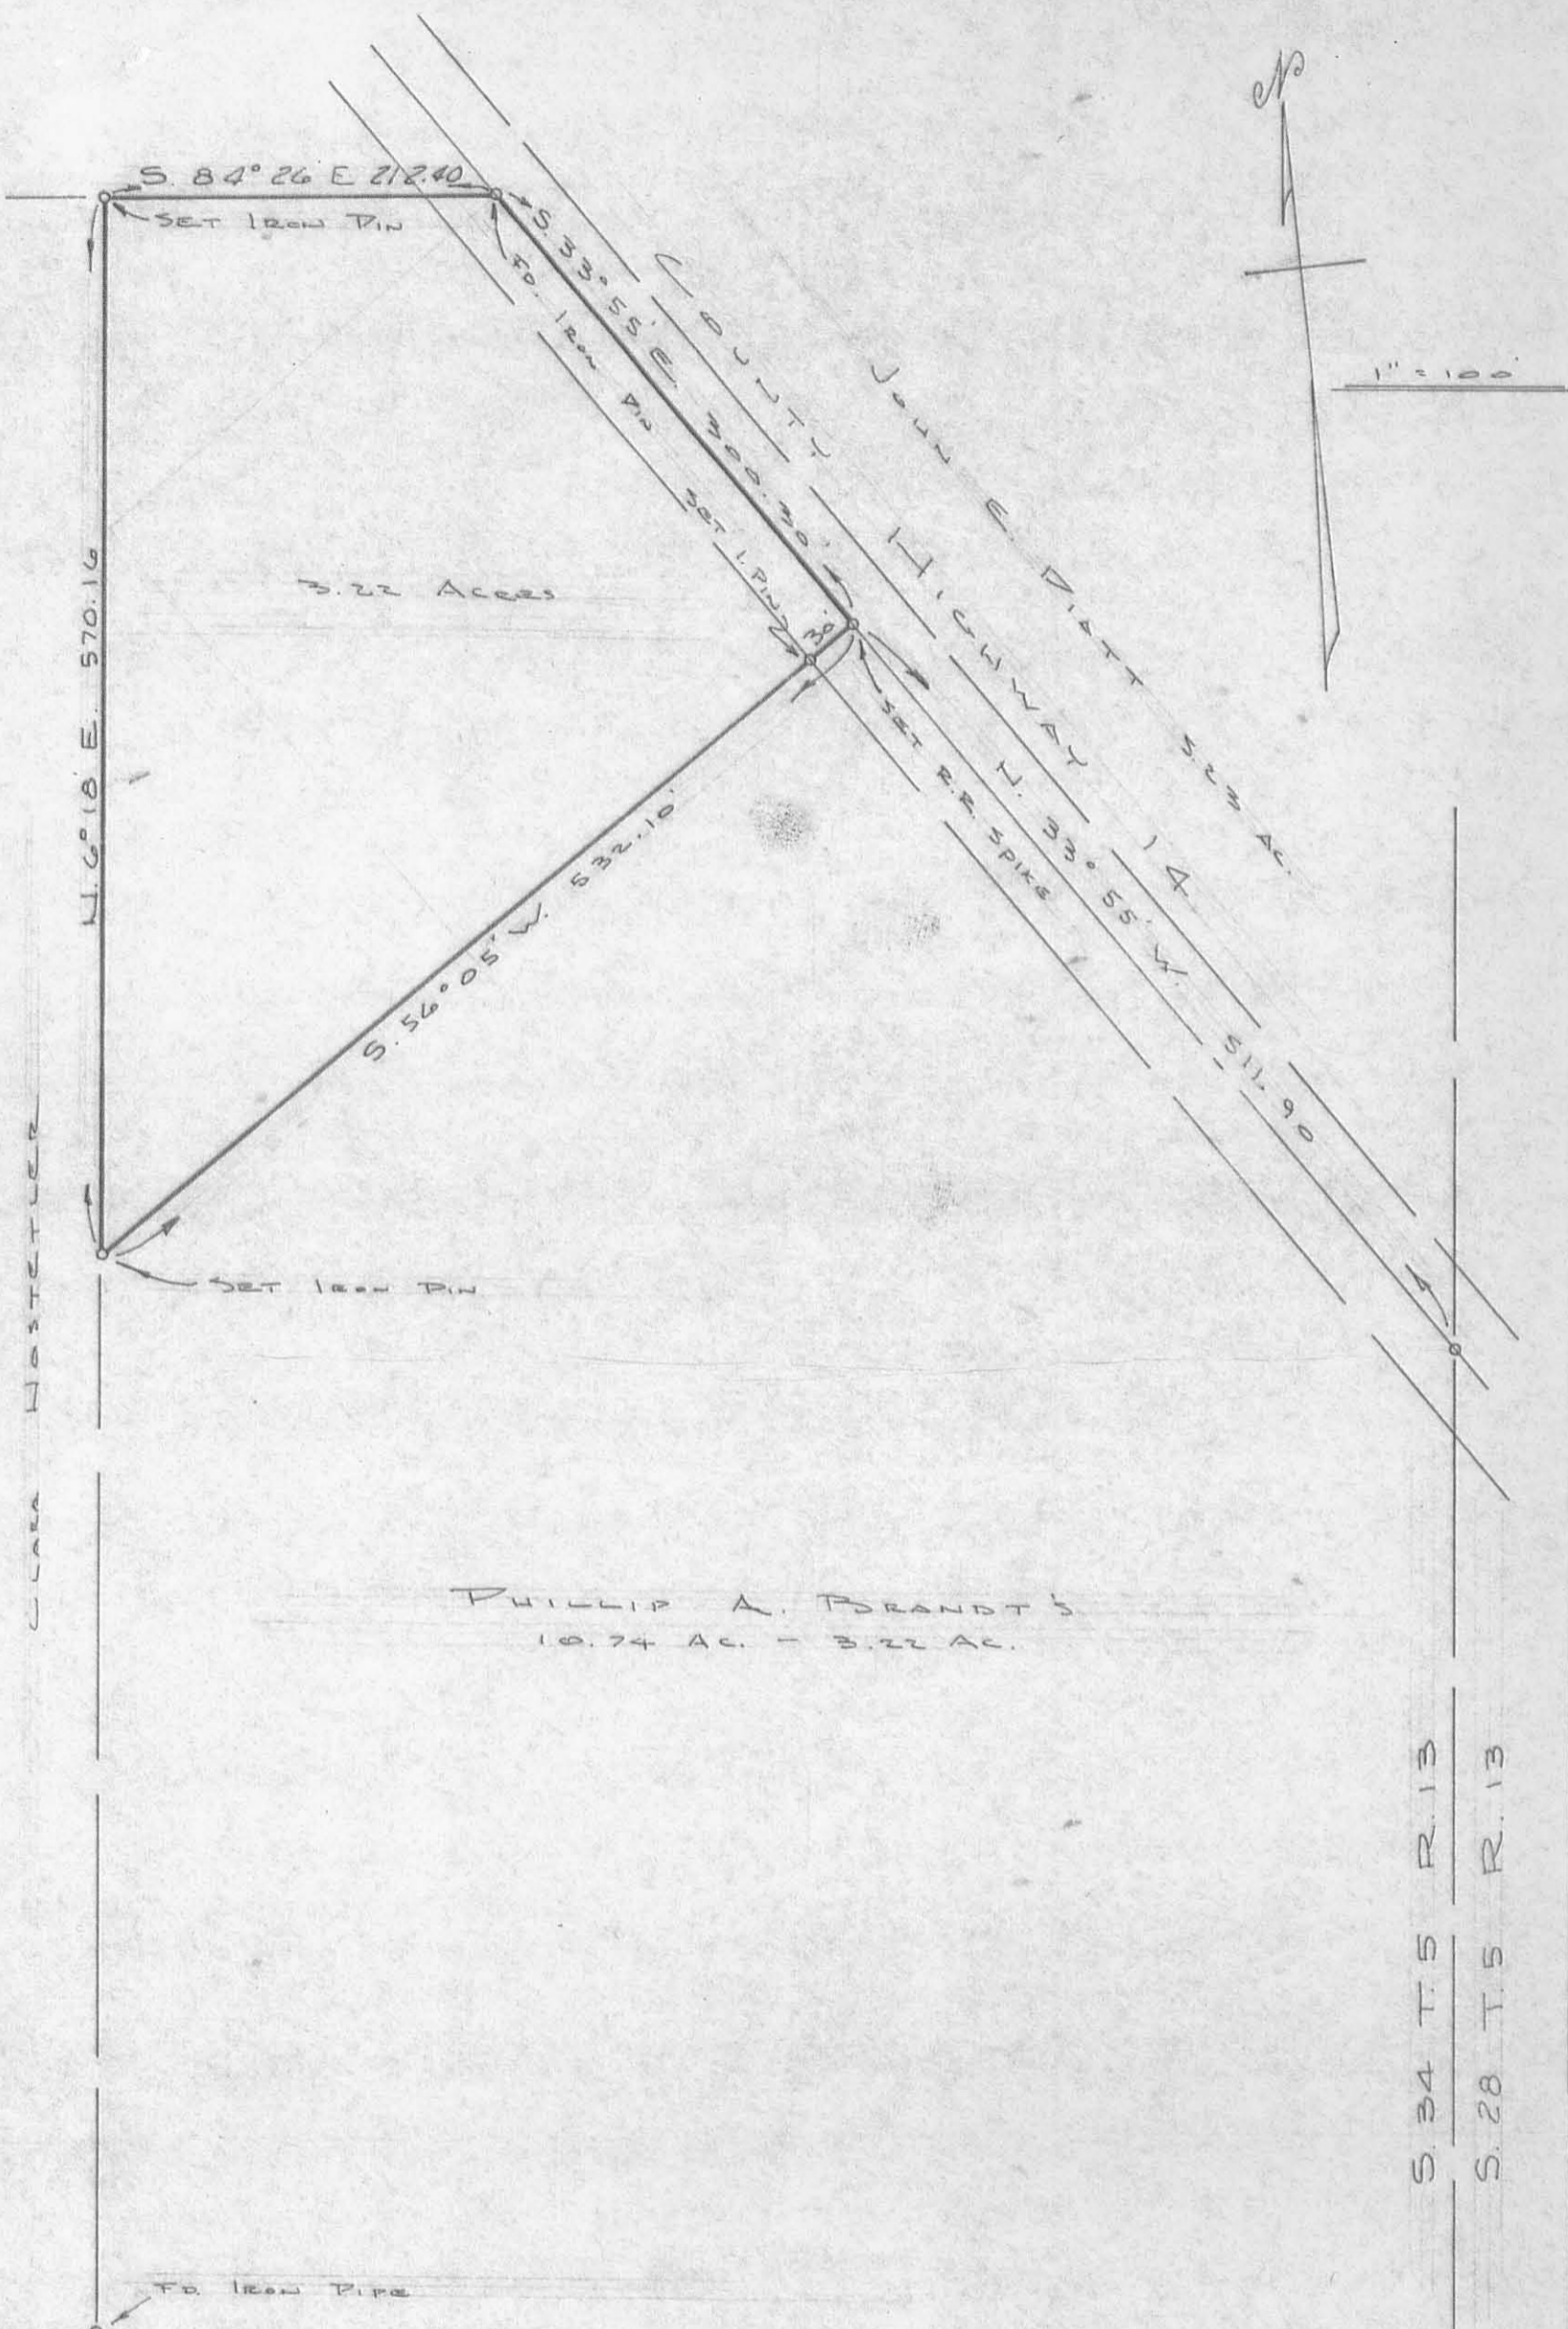 N
1" = 100'
S. 84° 26 E 212.40
SET IRON PIN
S. 33° 55' E. 300.30'
FD. IRON PIN
COUNTY HIGHWAY 14
JOHN E. PIATT 5.23 AC.
N. 6° 18' E. 570.16
3.22 ACERS
SET I. PIN
30'
SET R.R. SPIKE
N. 33° 55' W. 511.90
S. 56° 05' W. 532.10'
SET IRON PIN
CLARA HOSTETLER
PHILLIP A. BRANDT'S
10.74 AC. - 3.22 AC.
S. 34 T. 5 R. 13
S. 28 T. 5 R. 13
FD. IRON PIPE